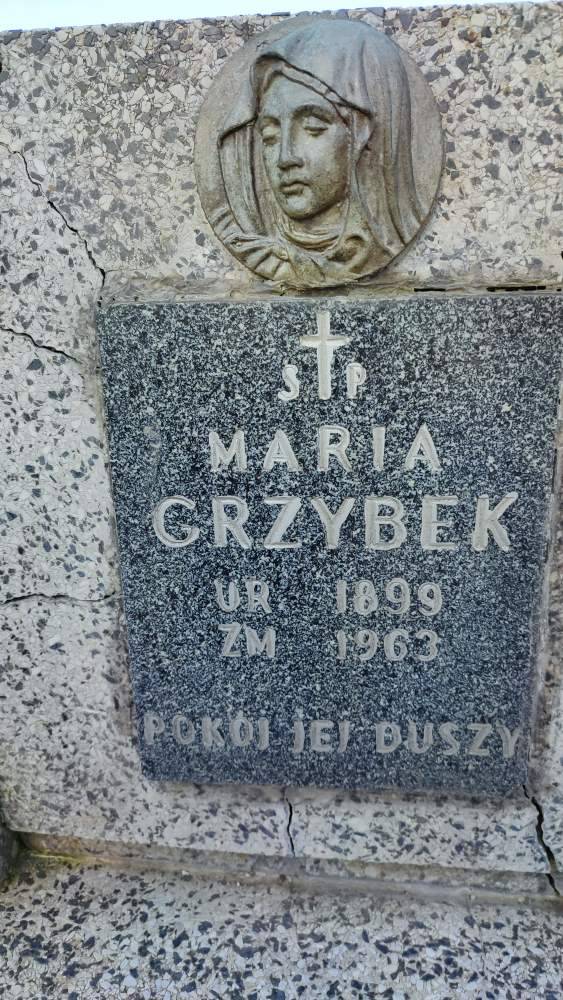 S P
MARIA
GRZYBEK
UR 1899
ZM 1963
POKÓJ JEJ DUSZY